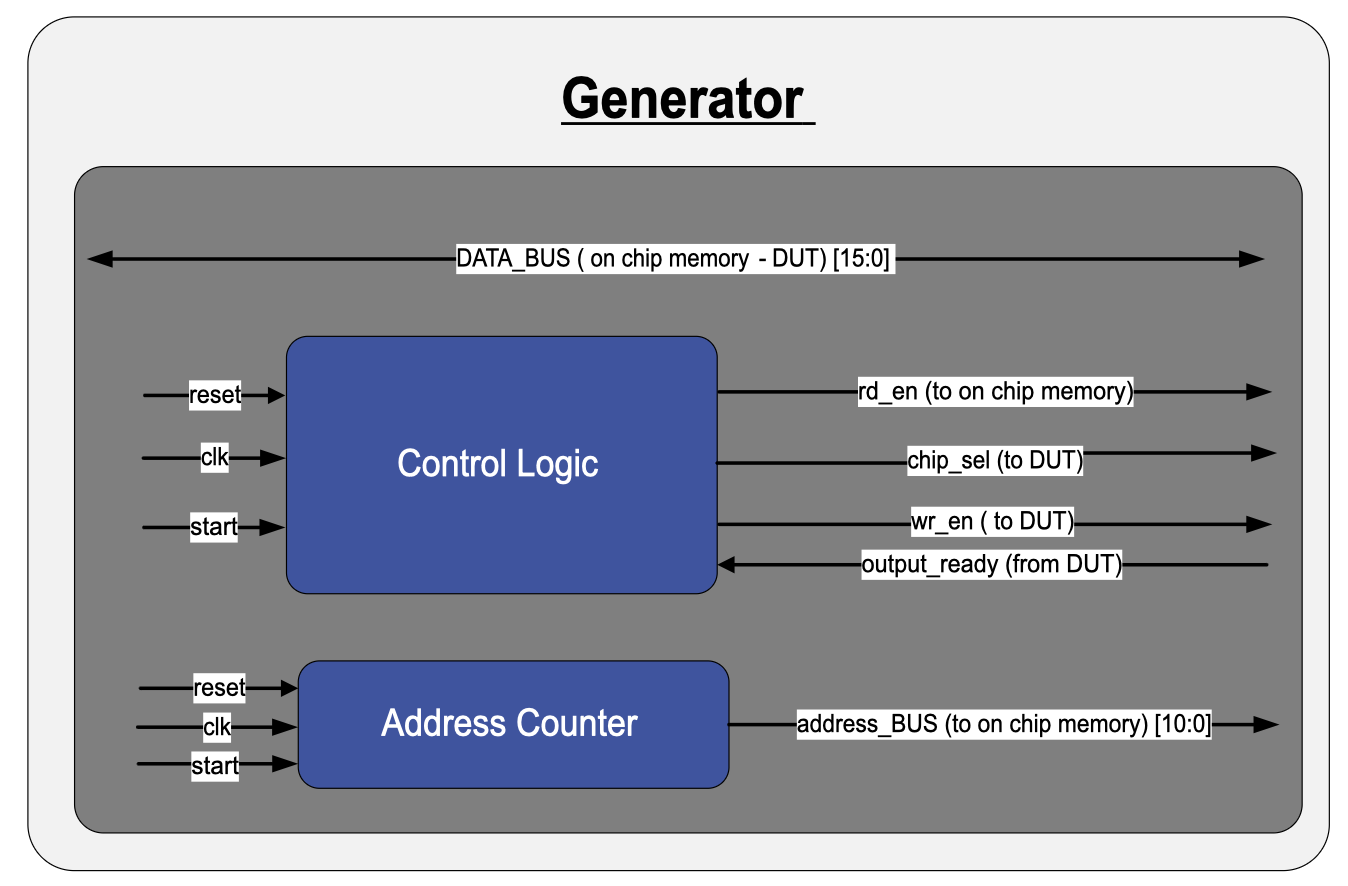 Generator
DATA_BUS ( on chip memory - DUT) [15:0]
reset
clk
start
Control Logic
rd_en (to on chip memory)
chip_sel (to DUT)
wr_en ( to DUT)
output_ready (from DUT)
reset
clk
start
Address Counter
address_BUS (to on chip memory) [10:0]